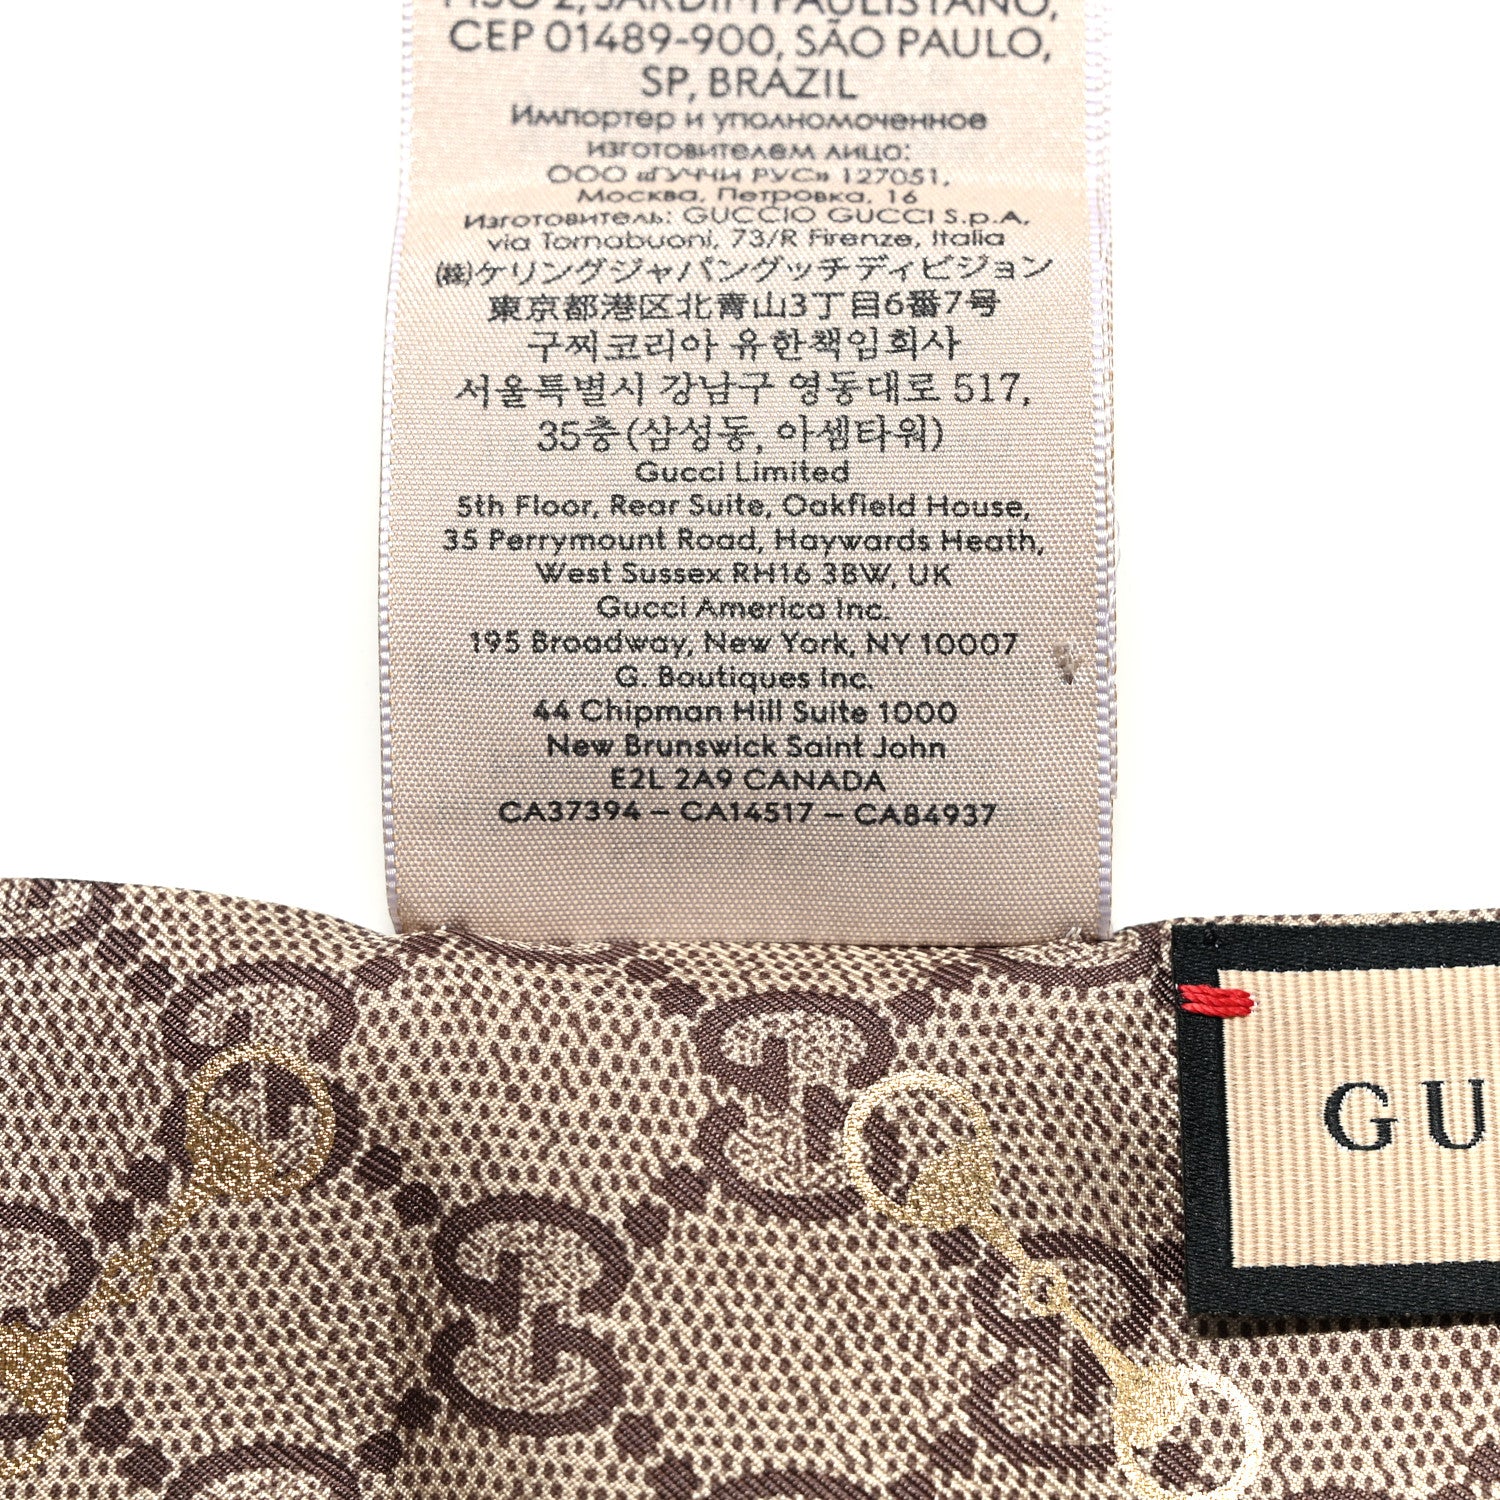 PISO 2, JARDIM PAULISTANO,
CEP 01489-900, SÃO PAULO,
SP, BRAZIL
Импортер и уполномоченное
изготовителем лицо:
ООО «ГУЧЧИ РУС» 127051,
Москва, Петровка, 16
Изготовитель: GUCCIO GUCCI S.p.A,
via Tornabuoni, 73/R Firenze, Italia
㈱ケリングジャパングッチディビジョン
東京都港区北青山3丁目6番7号
구찌코리아 유한책임회사
서울특별시 강남구 영동대로 517,
35층(삼성동, 아셈타워)
Gucci Limited
5th Floor, Rear Suite, Oakfield House,
35 Perrymount Road, Haywards Heath,
West Sussex RH16 3BW, UK
Gucci America Inc.
195 Broadway, New York, NY 10007
G. Boutiques Inc.
44 Chipman Hill Suite 1000
New Brunswick Saint John
E2L 2A9 CANADA
CA37394 – CA14517 – CA84937
GU